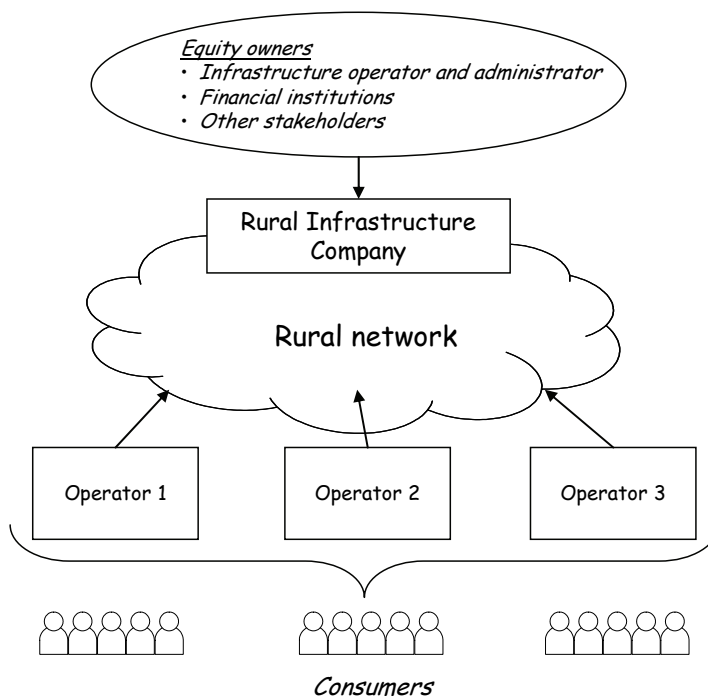 Equity owners
• Infrastructure operator and administrator
• Financial institutions
• Other stakeholders
Rural Infrastructure
Company
Rural network
Operator 1
Operator 2
Operator 3
Consumers